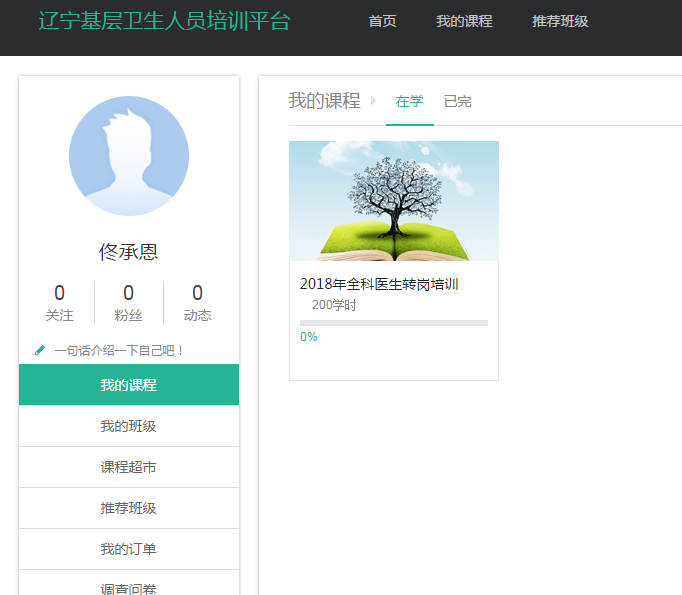 辽宁基层卫生人员培训平台 首页 我的课程 推荐班级
佟承恩
0 0 0
关注 粉丝 动态
一句话介绍一下自己吧！
我的课程
我的班级
课程超市
推荐班级
我的订单
调查问卷
我的课程 在学 已完
2018年全科医生转岗培训
200学时
0%